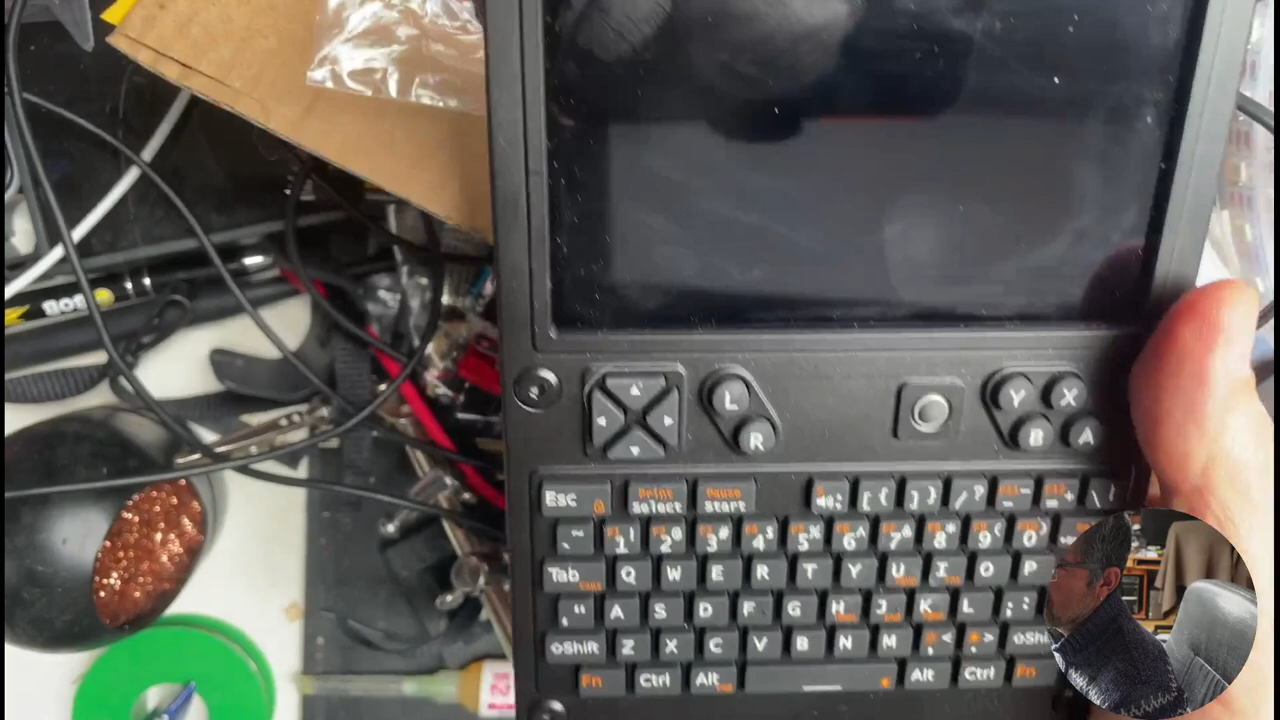 BOB
L
R
Y X
B A
Esc Print Select Pause Start [ { ] } / ? \ |
` ~ 1 ! 2 @ 3 # 4 $ 5 % 6 ^ 7 8 * 9 ( 0 )
Tab Q W E R T Y U I O P
A S D F G H J K L ; :
Shift Z X C V B N M < >
Fn Ctrl Alt Alt Ctrl Fn